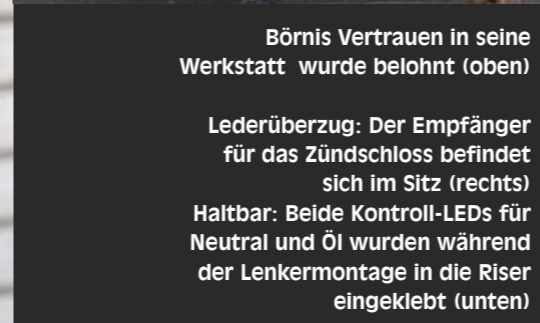 Börnis Vertrauen in seine
Werkstatt wurde belohnt (oben)
Lederüberzug: Der Empfänger
für das Zündschloss befindet
sich im Sitz (rechts)
Haltbar: Beide Kontroll-LEDs für
Neutral und Öl wurden während
der Lenkermontage in die Riser
eingeklebt (unten)